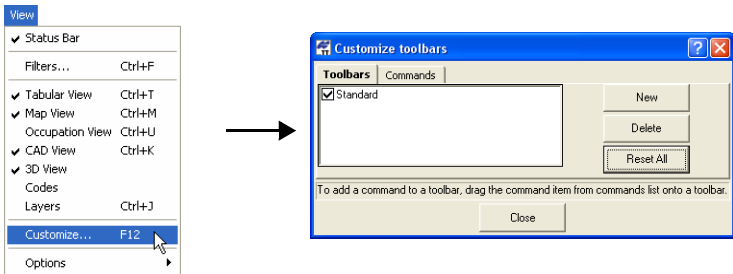 View
Status Bar
Filters... Ctrl+F
Tabular View Ctrl+T
Map View Ctrl+M
Occupation View Ctrl+U
CAD View Ctrl+K
3D View
Codes
Layers Ctrl+J
Customize... F12
Options
Customize toolbars
Toolbars Commands
Standard
New
Delete
Reset All
To add a command to a toolbar, drag the command item from commands list onto a toolbar.
Close